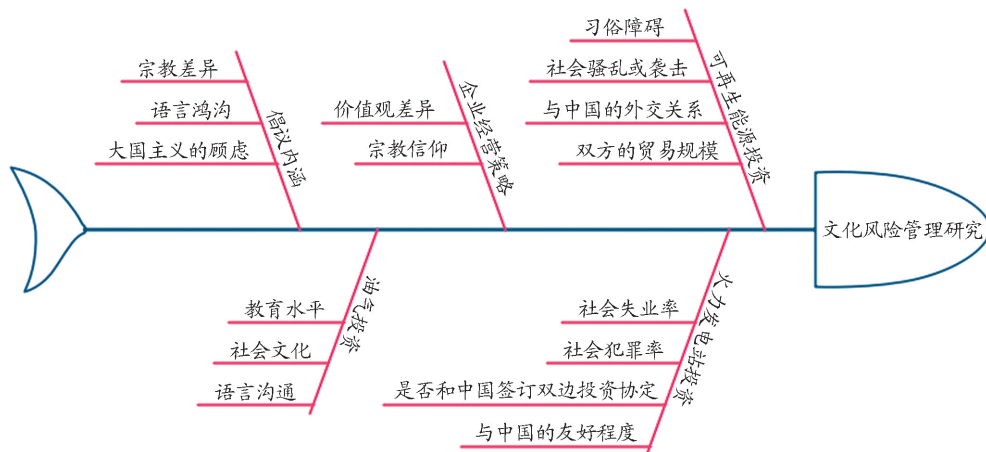 宗教差异
语言鸿沟
大国主义的顾虑
倡议内涵
价值观差异
宗教信仰
企业经营策略
习俗障碍
社会骚乱或袭击
与中国的外交关系
双方的贸易规模
可再生能源投资
文化风险管理研究
教育水平
社会文化
语言沟通
油气投资
社会失业率
社会犯罪率
是否和中国签订双边投资协定
与中国的友好程度
火力发电站投资